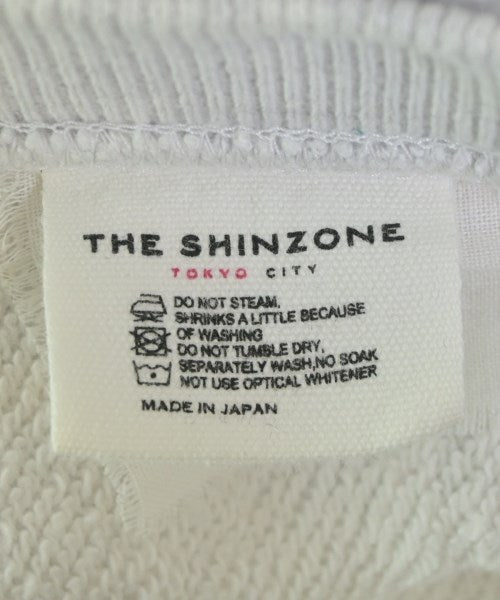 THE SHINZONE
TOKYO CITY
DO NOT STEAM.
SHRINKS A LITTLE BECAUSE
OF WASHING
DO NOT TUMBLE DRY.
SEPARATELY WASH,NO SOAK
NOT USE OPTICAL WHITENER
MADE IN JAPAN